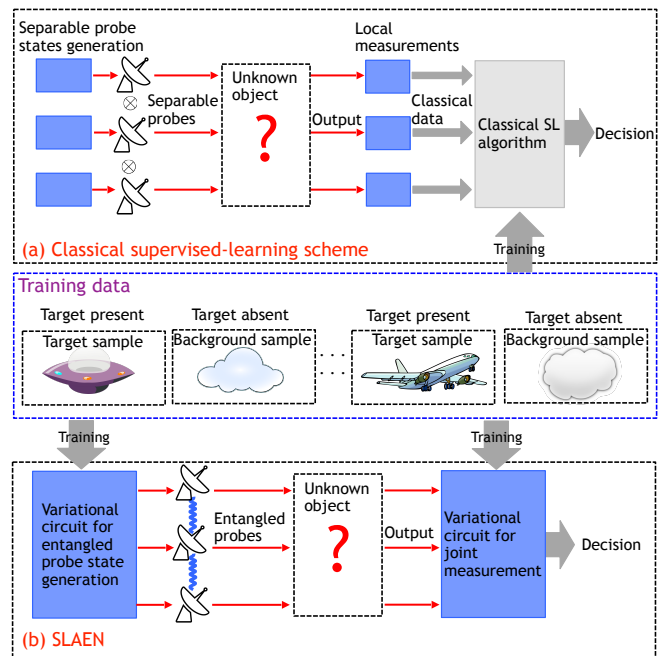 Separable probe
states generation
Local
measurements
Unknown
object
⊗
Separable
probes
?
Output
Classical
data
Classical SL
algorithm
Decision
⊗
(a) Classical supervised-learning scheme
Training
Training data
Target present
Target absent
Target present
Target absent
Target sample
Background sample
Target sample
Background sample
Training
Training
Variational
circuit for
entangled
probe state
generation
Entangled
probes
Unknown
object
?
Output
Variational
circuit for
joint
measurement
Decision
(b) SLAEN